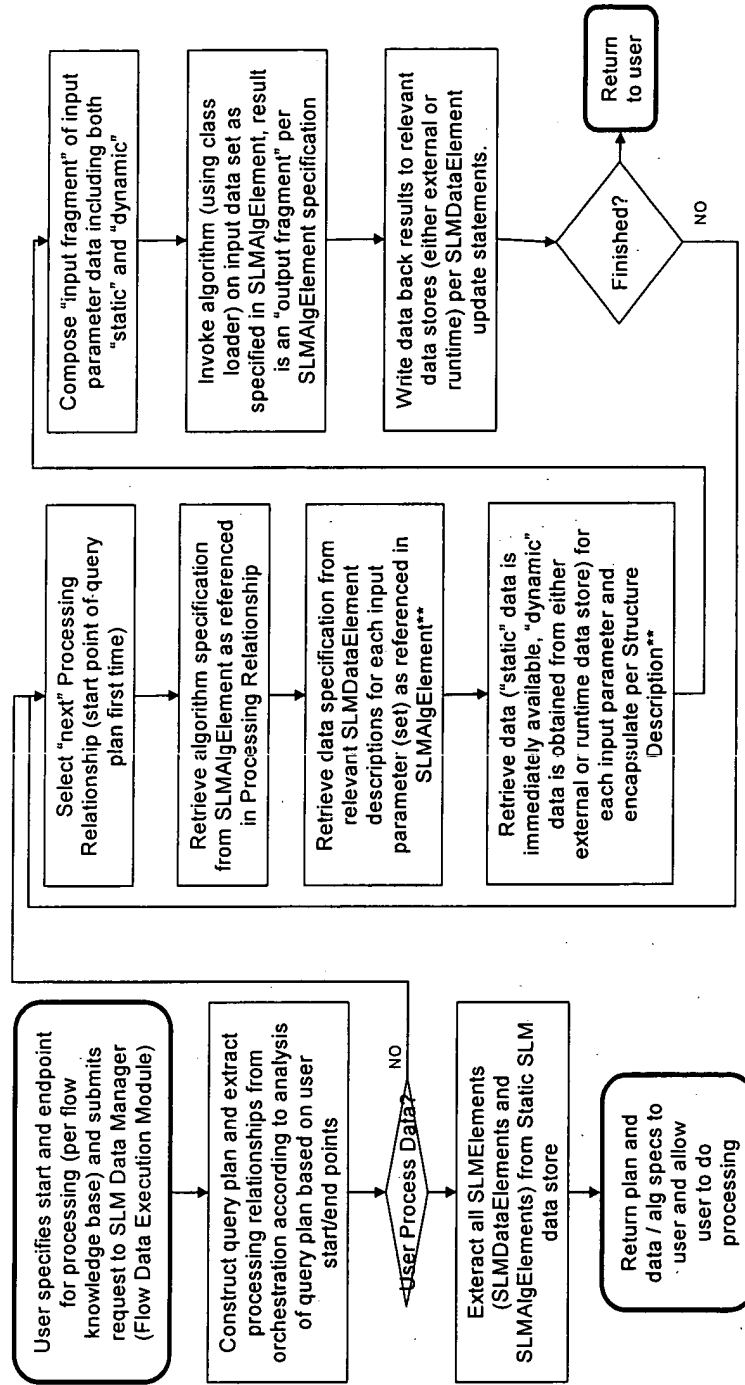 User specifies start and endpoint
for processing (per flow
knowledge base) and submits
request to SLM Data Manager
(Flow Data Execution Module)
Construct query plan and extract
processing relationships from
orchestration according to analysis
of query plan based on user
start/end points
User Process Data?
NO
Exteract all SLMElements
(SLMDataElements and
SLMAlgElements) from Static SLM
data store
Return plan and
data / alg specs to
user and allow
user to do
processing
Select “next” Processing
Relationship (start point of query
plan first time)
Retrieve algorithm specification
from SLMAlgElement as referenced
in Processing Relationship
Retrieve data specification from
relevant SLMDataElement
descriptions for each input
parameter (set) as referenced in
SLMAlgElement**
Retrieve data (“static” data is
immediately available, “dynamic”
data is obtained from either
external or runtime data store) for
each input parameter and
encapsulate per Structure
Description**
Compose “input fragment” of input
parameter data including both
“static” and “dynamic”
Invoke algorithm (using class
loader) on input data set as
specified in SLMAlgElement, result
is an “output fragment” per
SLMAlgElement specification
Write data back results to relevant
data stores (either external or
runtime) per SLMDataElement
update statements.
Finished?
NO
Return
to user